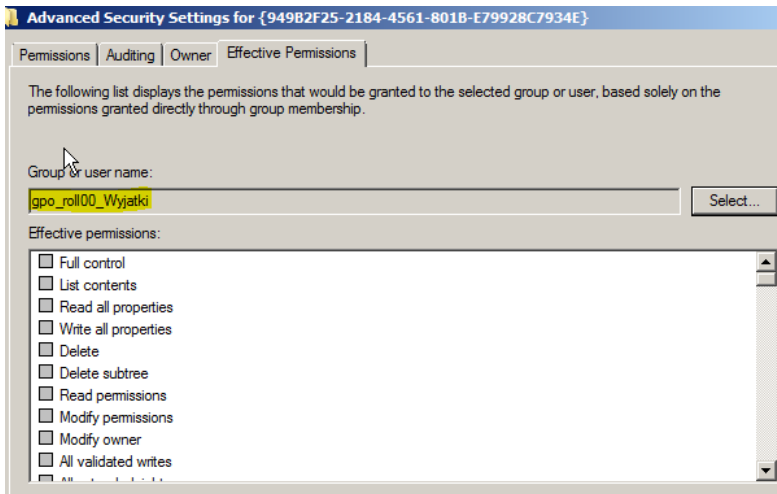 Advanced Security Settings for {949B2F25-2184-4561-801B-E79928C7934E}
Permissions Auditing Owner Effective Permissions
The following list displays the permissions that would be granted to the selected group or user, based solely on the
permissions granted directly through group membership.
Group or user name:
gpo_roll00_Wyjatki Select...
Effective permissions:
Full control
List contents
Read all properties
Write all properties
Delete
Delete subtree
Read permissions
Modify permissions
Modify owner
All validated writes